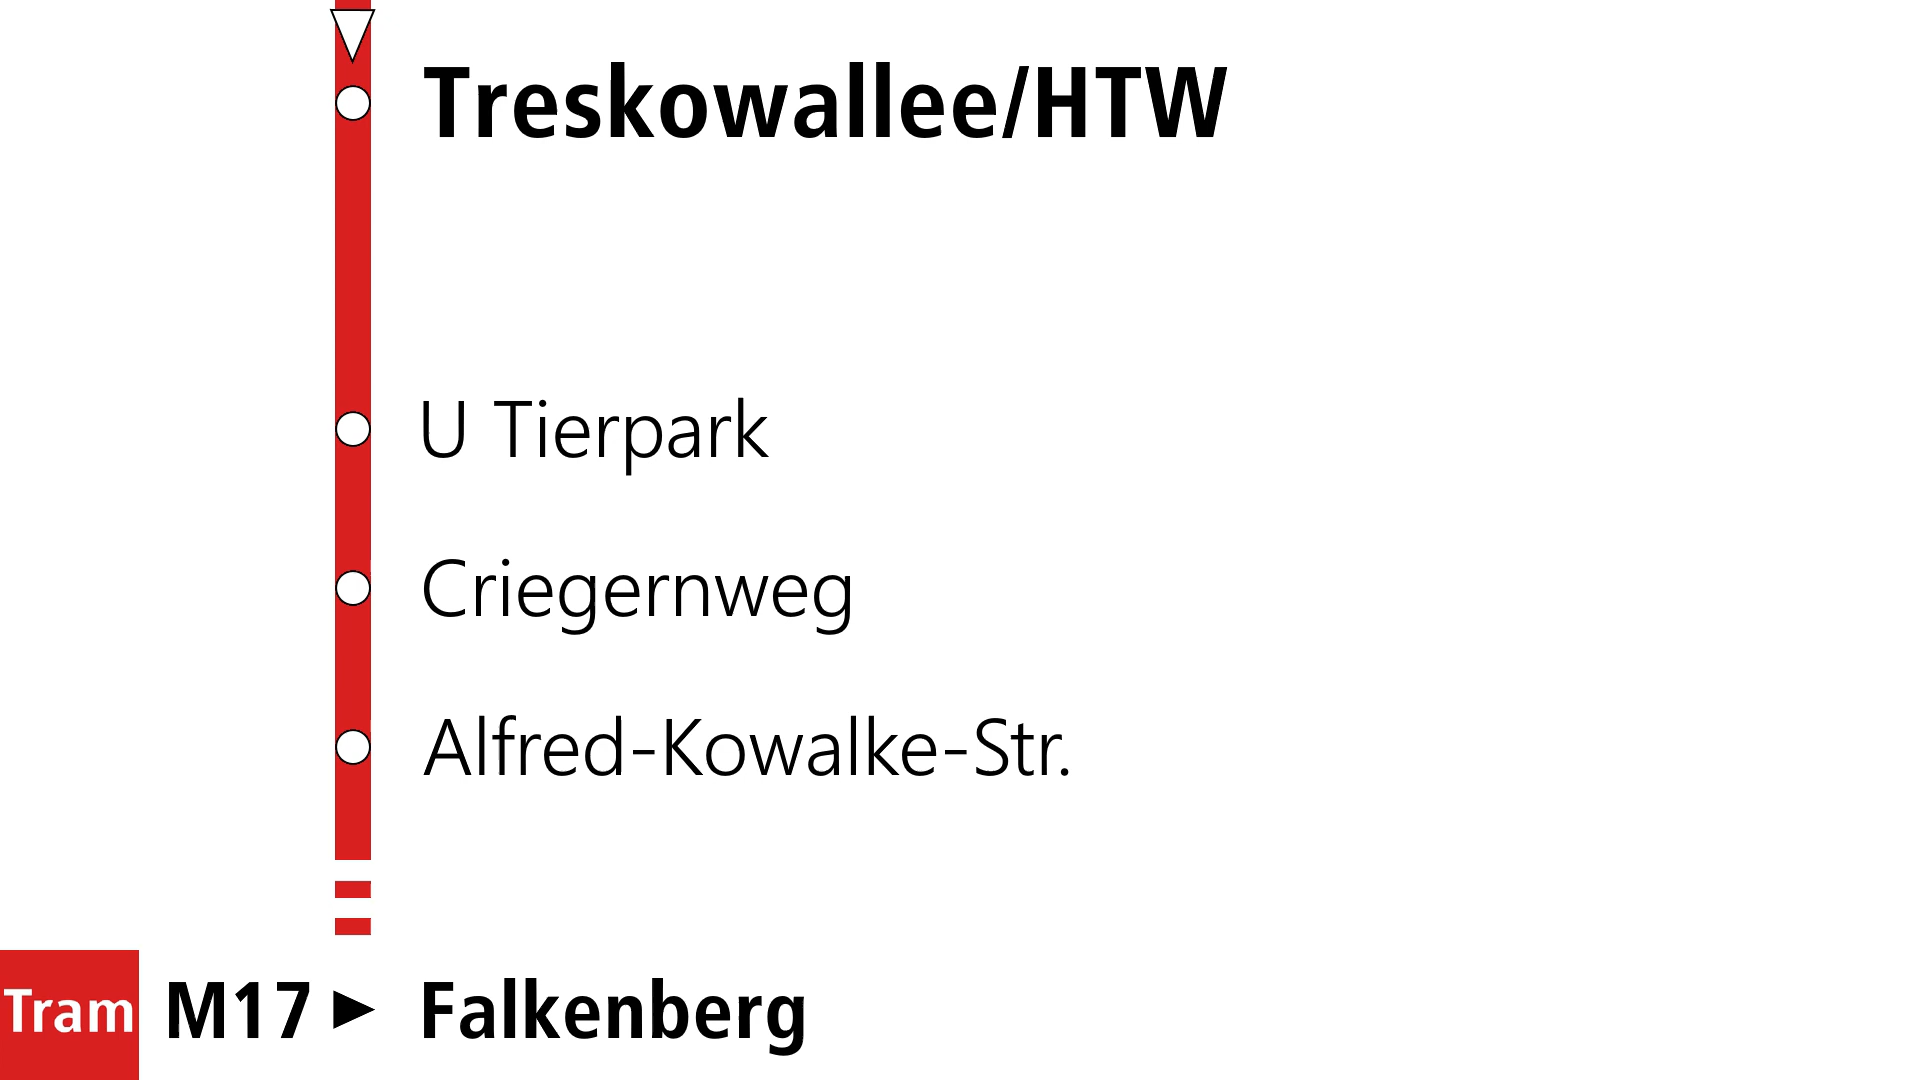 Treskowallee/HTW
U Tierpark
Criegernweg
Alfred-Kowalke-Str.
Tram M17 ► Falkenberg